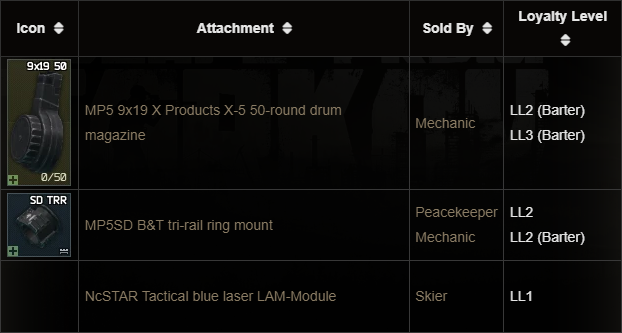 Icon Attachment Sold By Loyalty Level
9x19 50
MP5 9x19 X Products X-5 50-round drum
magazine
Mechanic
LL2 (Barter)
LL3 (Barter)
0/50
SD TRR
MP5SD B&T tri-rail ring mount
Peacekeeper
Mechanic
LL2
LL2 (Barter)
NcSTAR Tactical blue laser LAM-Module
Skier
LL1